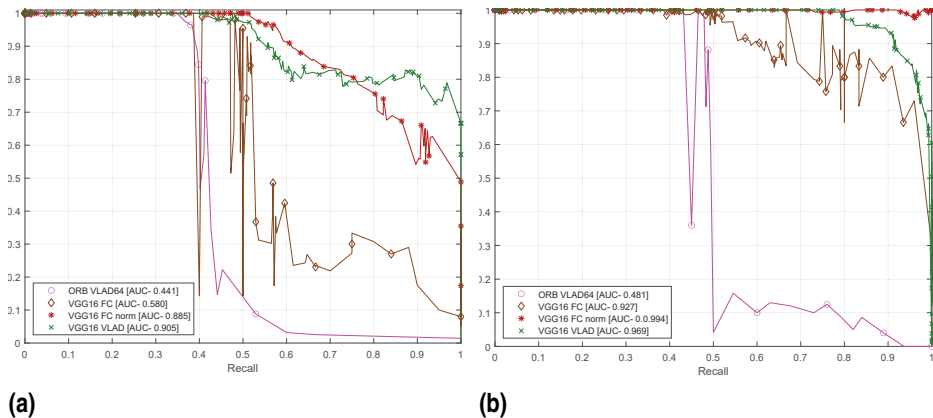 1
0.9
0.8
0.7
0.6
0.5
0.4
0.3
0.2
0.1
0
ORB VLAD64 [AUC- 0.441]
VGG16 FC [AUC- 0.580]
VGG16 FC norm [AUC- 0.885]
VGG16 VLAD [AUC- 0.905]
0 0.1 0.2 0.3 0.4 0.5 0.6 0.7 0.8 0.9 1
Recall
(a)
1
0.9
0.8
0.7
0.6
0.5
0.4
0.3
0.2
0.1
0
ORB VLAD64 [AUC- 0.481]
VGG16 FC [AUC- 0.927]
VGG16 FC norm [AUC- 0.0.994]
VGG16 VLAD [AUC- 0.969]
0 0.1 0.2 0.3 0.4 0.5 0.6 0.7 0.8 0.9 1
Recall
(b)